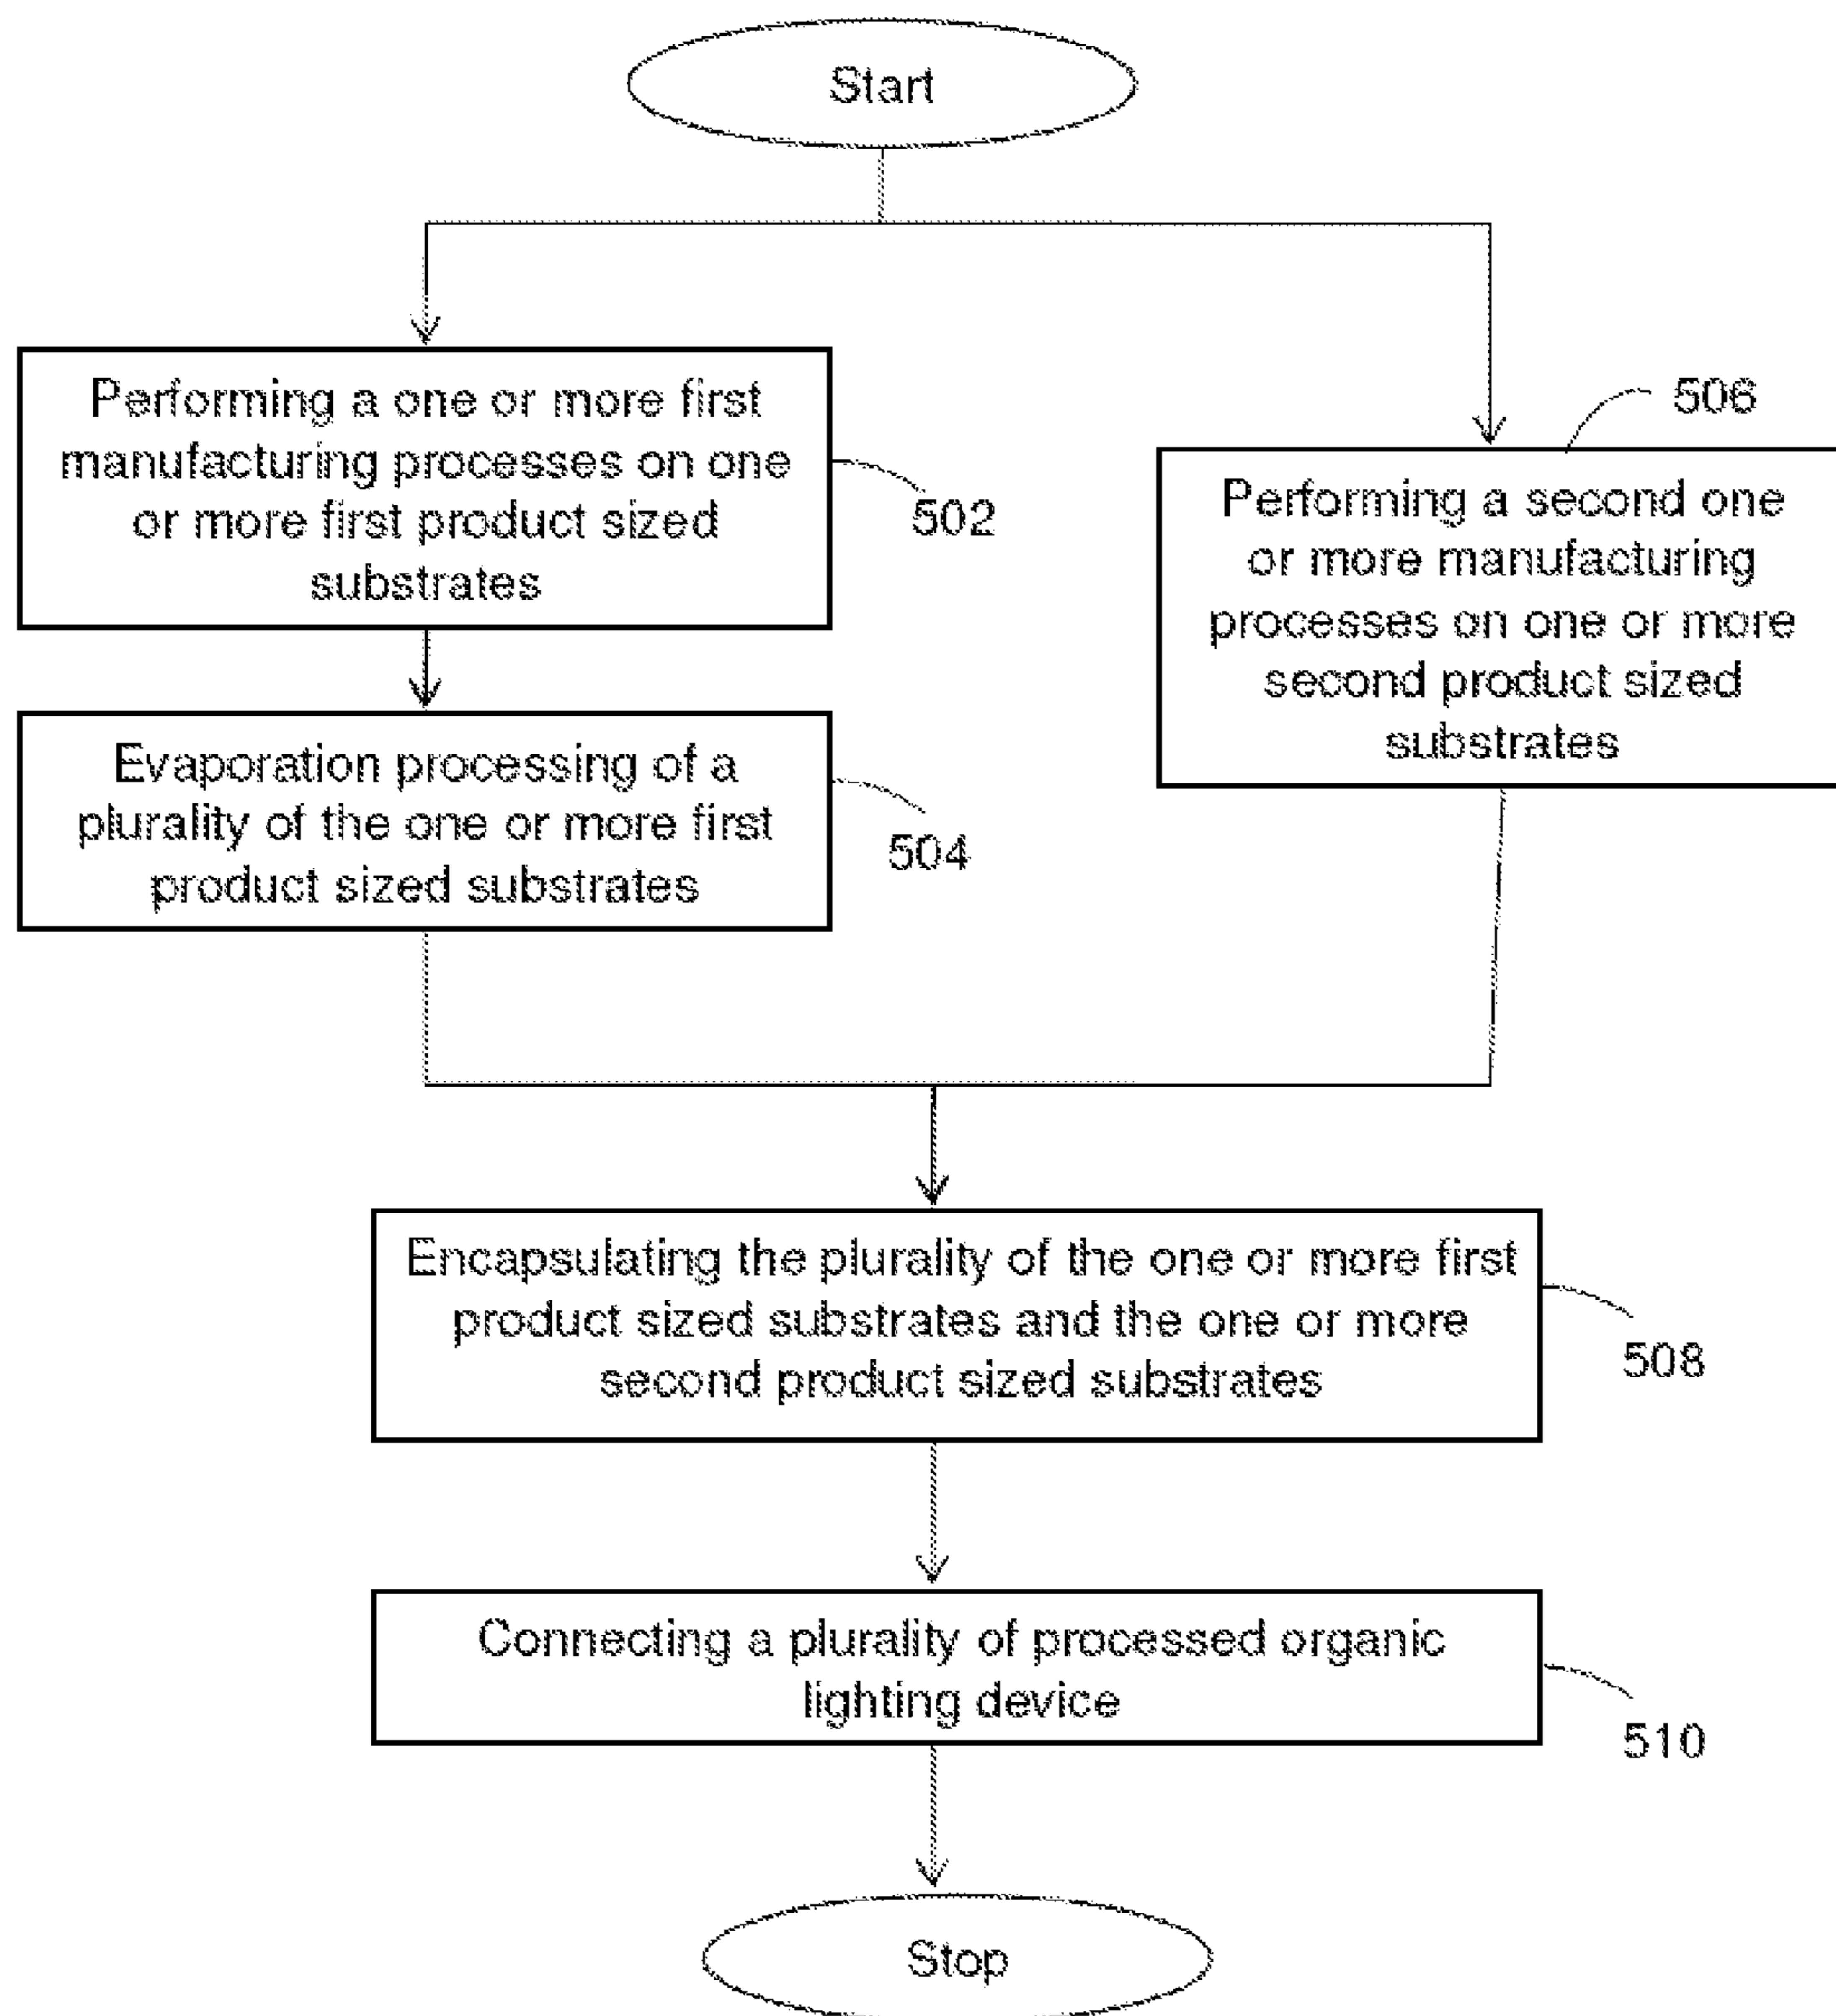 Start
Performing a one or more first
manufacturing processes on one
or more first product sized
substrates
502
506
Performing a second one
or more manufacturing
processes on one or more
second product sized
substrates
Evaporation processing of a
plurality of the one or more first
product sized substrates
504
Encapsulating the plurality of the one or more first
product sized substrates and the one or more
second product sized substrates
508
Connecting a plurality of processed organic
lighting device
510
Stop